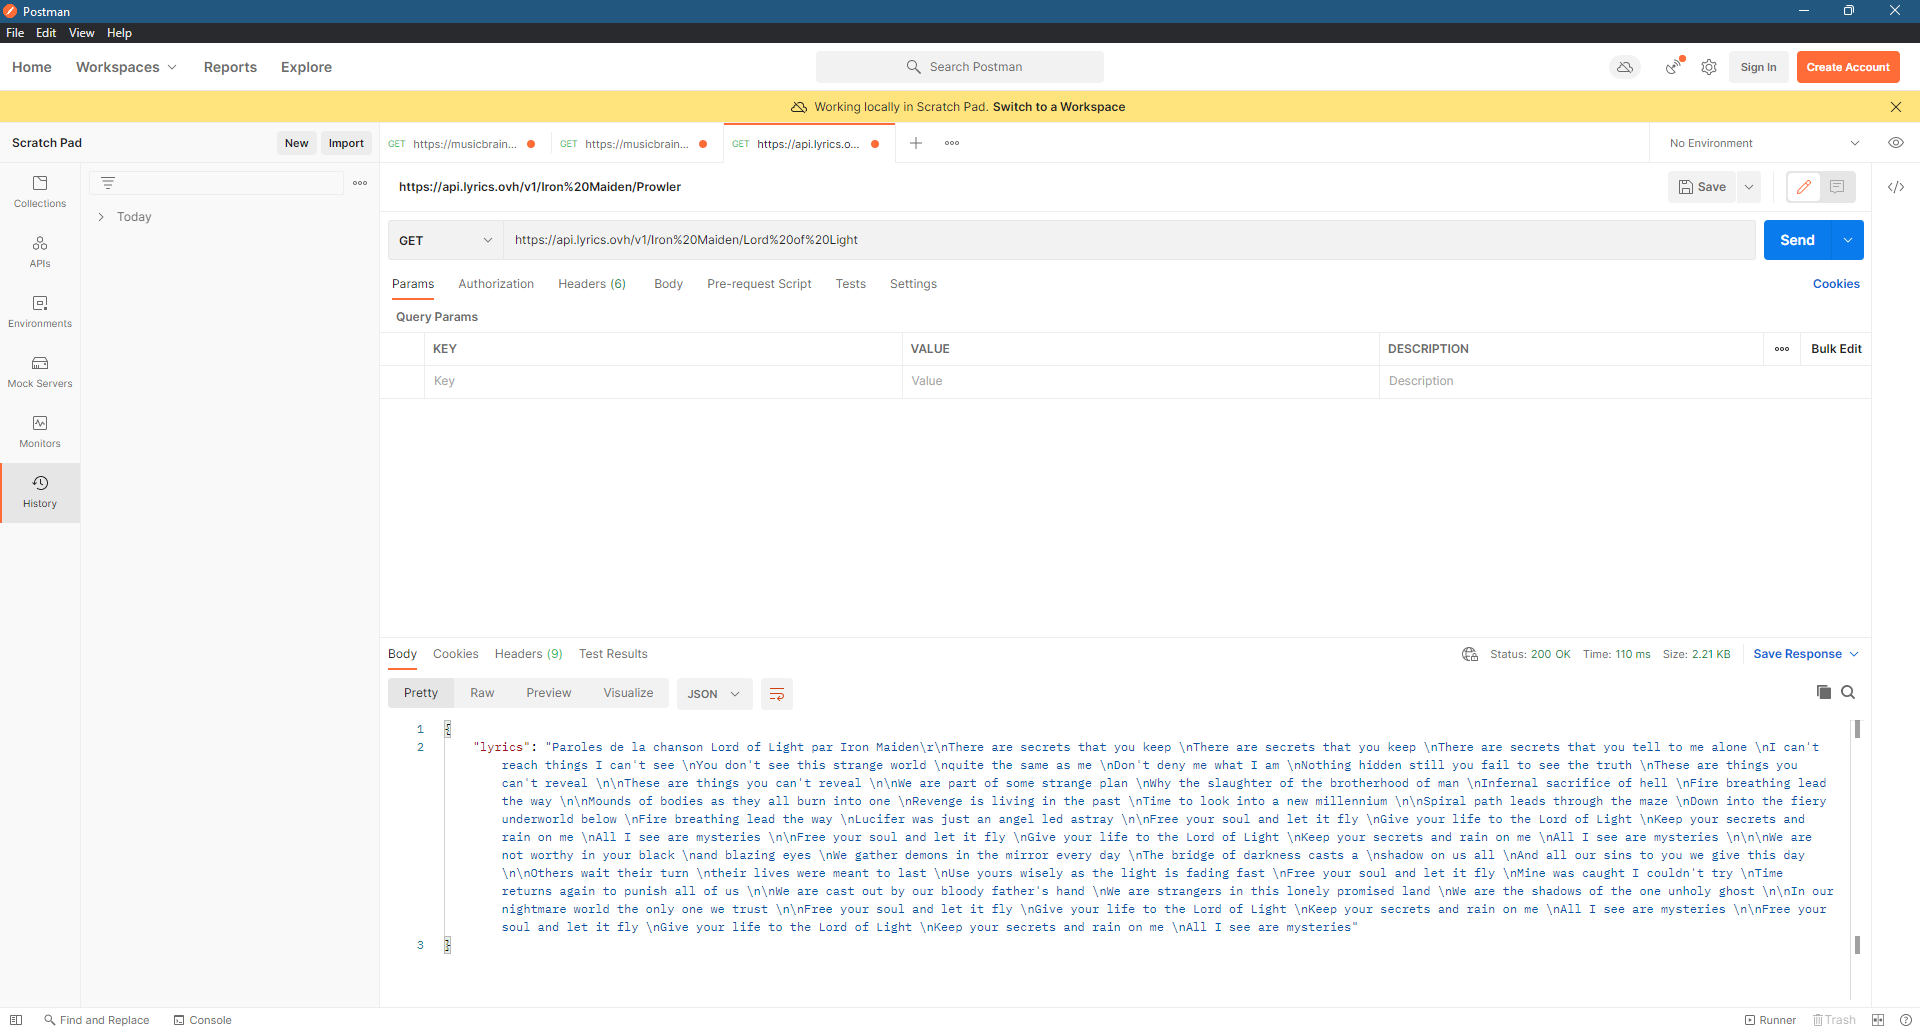 Postman
File Edit View Help
Home Workspaces Reports Explore Search Postman Sign In Create Account
Working locally in Scratch Pad. Switch to a Workspace
Scratch Pad New Import GET https://musicbrain... GET https://musicbrain... GET https://api.lyrics.o... No Environment
https://api.lyrics.ovh/v1/Iron%20Maiden/Prowler Save
Collections
Today
GET https://api.lyrics.ovh/v1/Iron%20Maiden/Lord%20of%20Light Send
APIs
Params Authorization Headers (6) Body Pre-request Script Tests Settings Cookies
Query Params
Environments
KEY VALUE DESCRIPTION Bulk Edit
Key Value Description
Mock Servers
Monitors
History
Body Cookies Headers (9) Test Results Status: 200 OK Time: 110 ms Size: 2.21 KB Save Response
Pretty Raw Preview Visualize JSON
1 {
2 "lyrics": "Paroles de la chanson Lord of Light par Iron Maiden\r\nThere are secrets that you keep \nThere are secrets that you keep \nThere are secrets that you tell to me alone \nI can't
reach things I can't see \nYou don't see this strange world \nquite the same as me \nDon't deny me what I am \nNothing hidden still you fail to see the truth \nThese are things you
can't reveal \n\nThese are things you can't reveal \n\nWe are part of some strange plan \nWhy the slaughter of the brotherhood of man \nInfernal sacrifice of hell \nFire breathing lead
the way \n\nMounds of bodies as they all burn into one \nRevenge is living in the past \nTime to look into a new millennium \n\nSpiral path leads through the maze \nDown into the fiery
underworld below \nFire breathing lead the way \nLucifer was just an angel led astray \n\nFree your soul and let it fly \nGive your life to the Lord of Light \nKeep your secrets and
rain on me \nAll I see are mysteries \n\nFree your soul and let it fly \nGive your life to the Lord of Light \nKeep your secrets and rain on me \nAll I see are mysteries \n\n\nWe are
not worthy in your black \nand blazing eyes \nWe gather demons in the mirror every day \nThe bridge of darkness casts a \nshadow on us all \nAnd all our sins to you we give this day
\n\nOthers wait their turn \ntheir lives were meant to last \nUse yours wisely as the light is fading fast \nFree your soul and let it fly \nMine was caught I couldn't try \nTime
returns again to punish all of us \n\nWe are cast out by our bloody father's hand \nWe are strangers in this lonely promised land \nWe are the shadows of the one unholy ghost \n\nIn our
nightmare world the only one we trust \n\nFree your soul and let it fly \nGive your life to the Lord of Light \nKeep your secrets and rain on me \nAll I see are mysteries \n\nFree your
soul and let it fly \nGive your life to the Lord of Light \nKeep your secrets and rain on me \nAll I see are mysteries"
3 }
Find and Replace Console Runner Trash